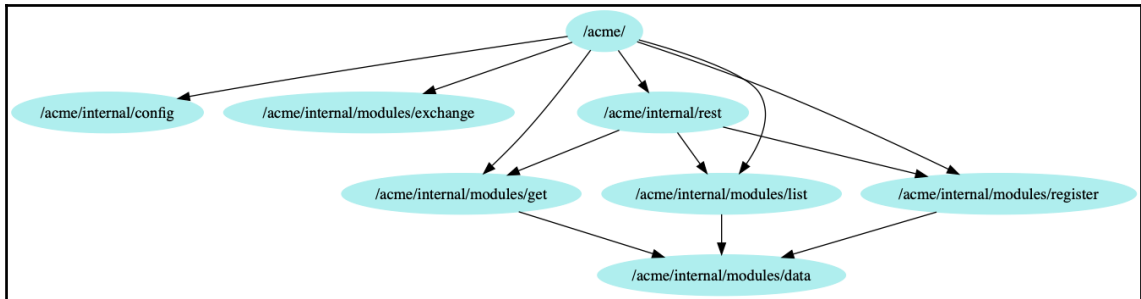 /acme/
/acme/internal/config
/acme/internal/modules/exchange
/acme/internal/rest
/acme/internal/modules/get
/acme/internal/modules/list
/acme/internal/modules/register
/acme/internal/modules/data